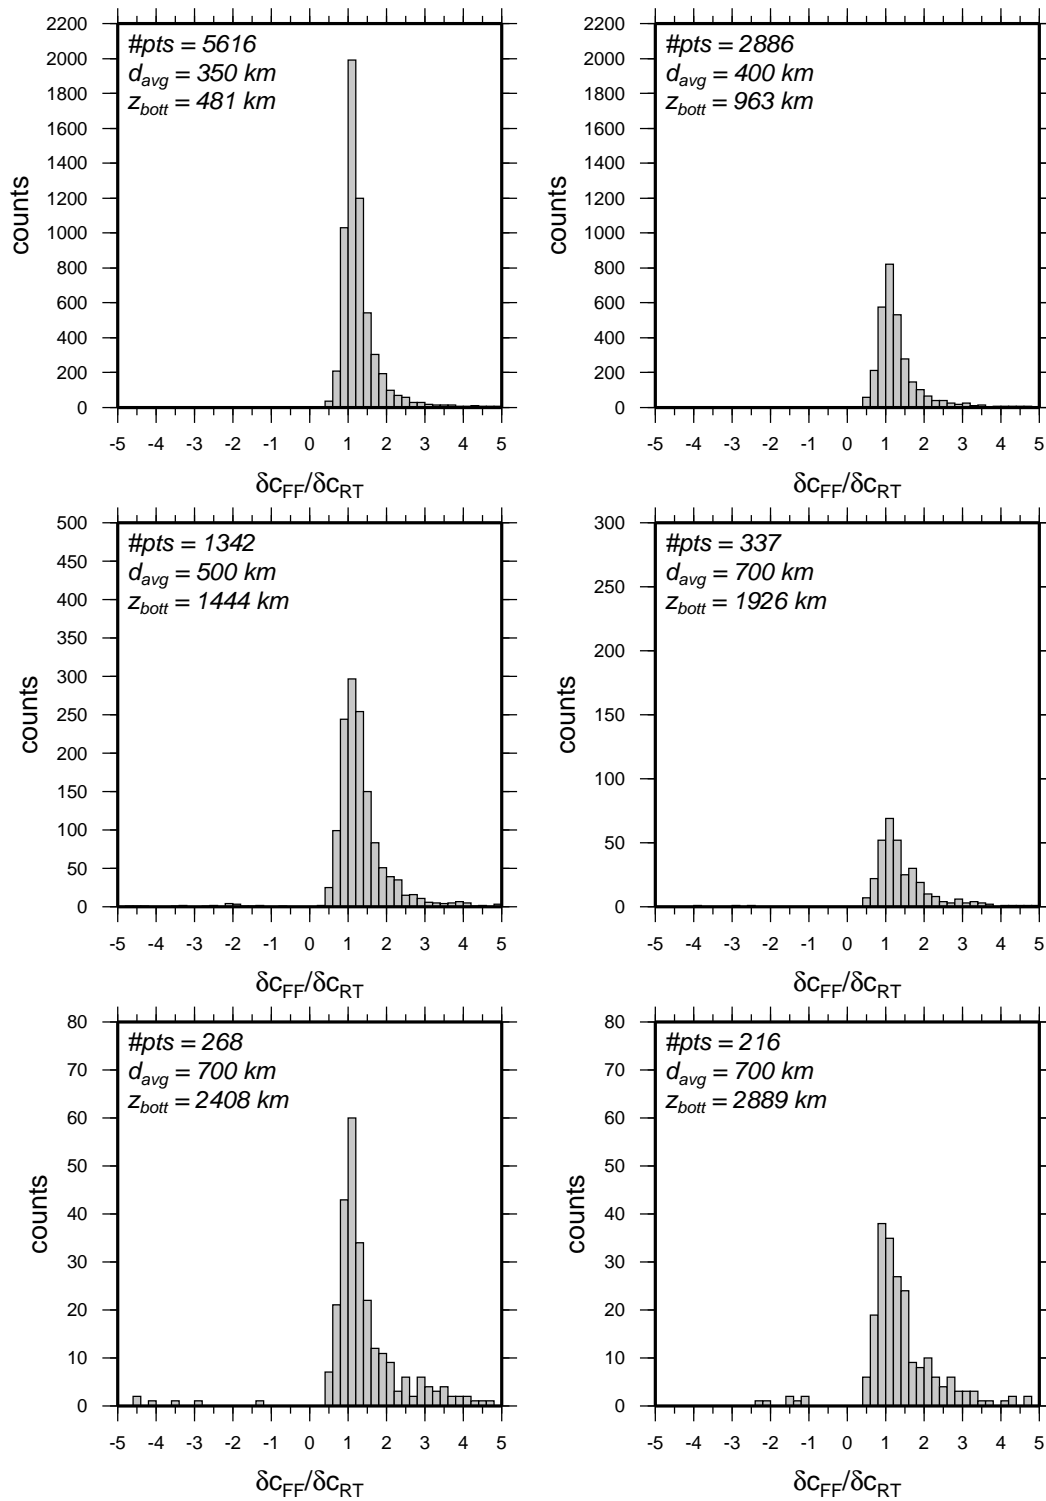 2200
2000
1800
1600
1400
1200
1000
800
600
400
200
0
counts
#pts = 5616
d_avg = 350 km
z_bott = 481 km
-5 -4 -3 -2 -1 0 1 2 3 4 5
δc_FF/δc_RT
2200
2000
1800
1600
1400
1200
1000
800
600
400
200
0
counts
#pts = 2886
d_avg = 400 km
z_bott = 963 km
-5 -4 -3 -2 -1 0 1 2 3 4 5
δc_FF/δc_RT
500
450
400
350
300
250
200
150
100
50
0
counts
#pts = 1342
d_avg = 500 km
z_bott = 1444 km
-5 -4 -3 -2 -1 0 1 2 3 4 5
δc_FF/δc_RT
300
250
200
150
100
50
0
counts
#pts = 337
d_avg = 700 km
z_bott = 1926 km
-5 -4 -3 -2 -1 0 1 2 3 4 5
δc_FF/δc_RT
80
70
60
50
40
30
20
10
0
counts
#pts = 268
d_avg = 700 km
z_bott = 2408 km
-5 -4 -3 -2 -1 0 1 2 3 4 5
δc_FF/δc_RT
80
70
60
50
40
30
20
10
0
counts
#pts = 216
d_avg = 700 km
z_bott = 2889 km
-5 -4 -3 -2 -1 0 1 2 3 4 5
δc_FF/δc_RT